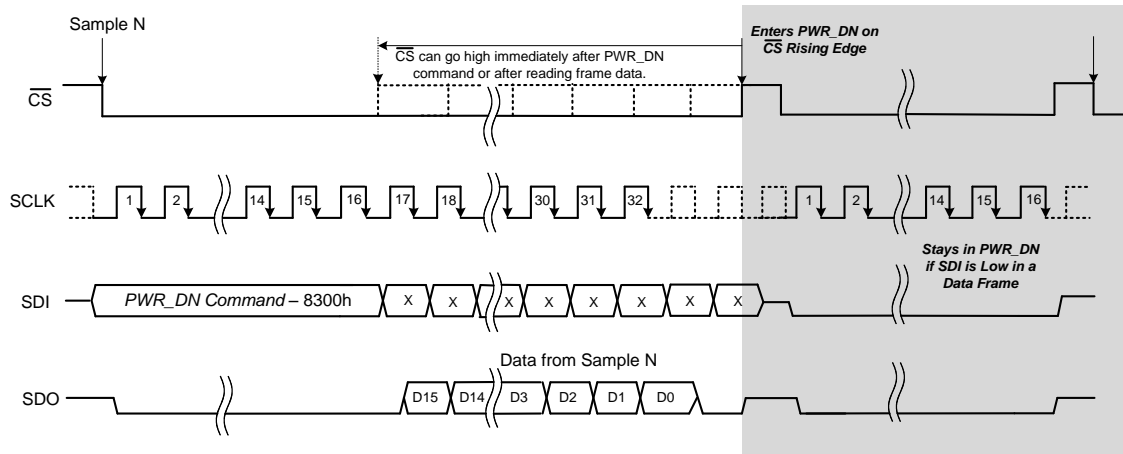 Sample N
Enters PWR_DN on
CS Rising Edge
CS can go high immediately after PWR_DN
command or after reading frame data.
CS
SCLK
1 2 14 15 16 17 18 30 31 32 1 2 14 15 16
Stays in PWR_DN
if SDI is Low in a
Data Frame
SDI
PWR_DN Command – 8300h X X X X X X X X
Data from Sample N
SDO
D15 D14 D3 D2 D1 D0